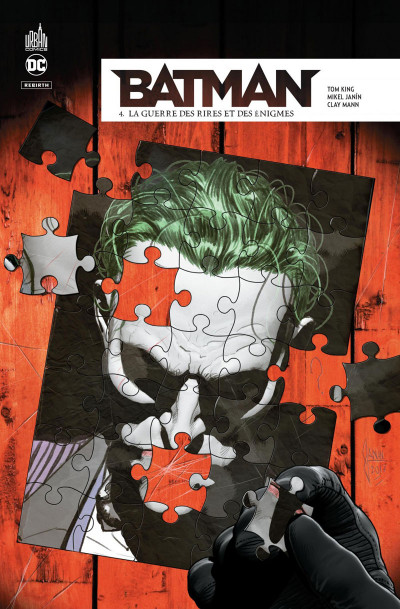 URBAN
COMICS
DC
REBIRTH
BATMAN
TOM KING
MIKEL JANÍN
CLAY MANN
4. LA GUERRE DES RIRES ET DES ÉNIGMES